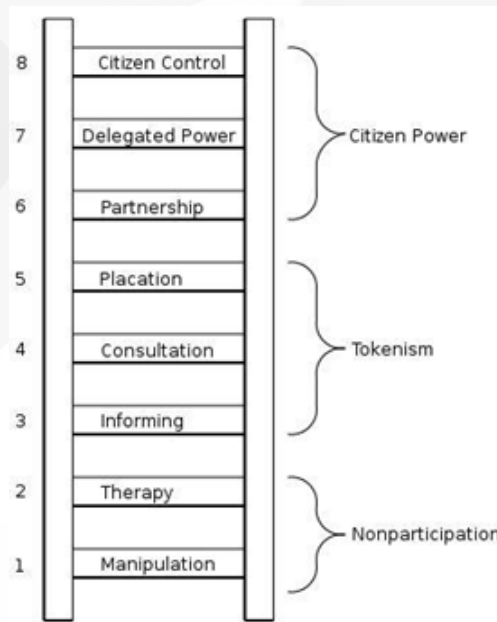 8 Citizen Control
7 Delegated Power
Citizen Power
6 Partnership
5 Placation
4 Consultation
Tokenism
3 Informing
2 Therapy
Nonparticipation
1 Manipulation